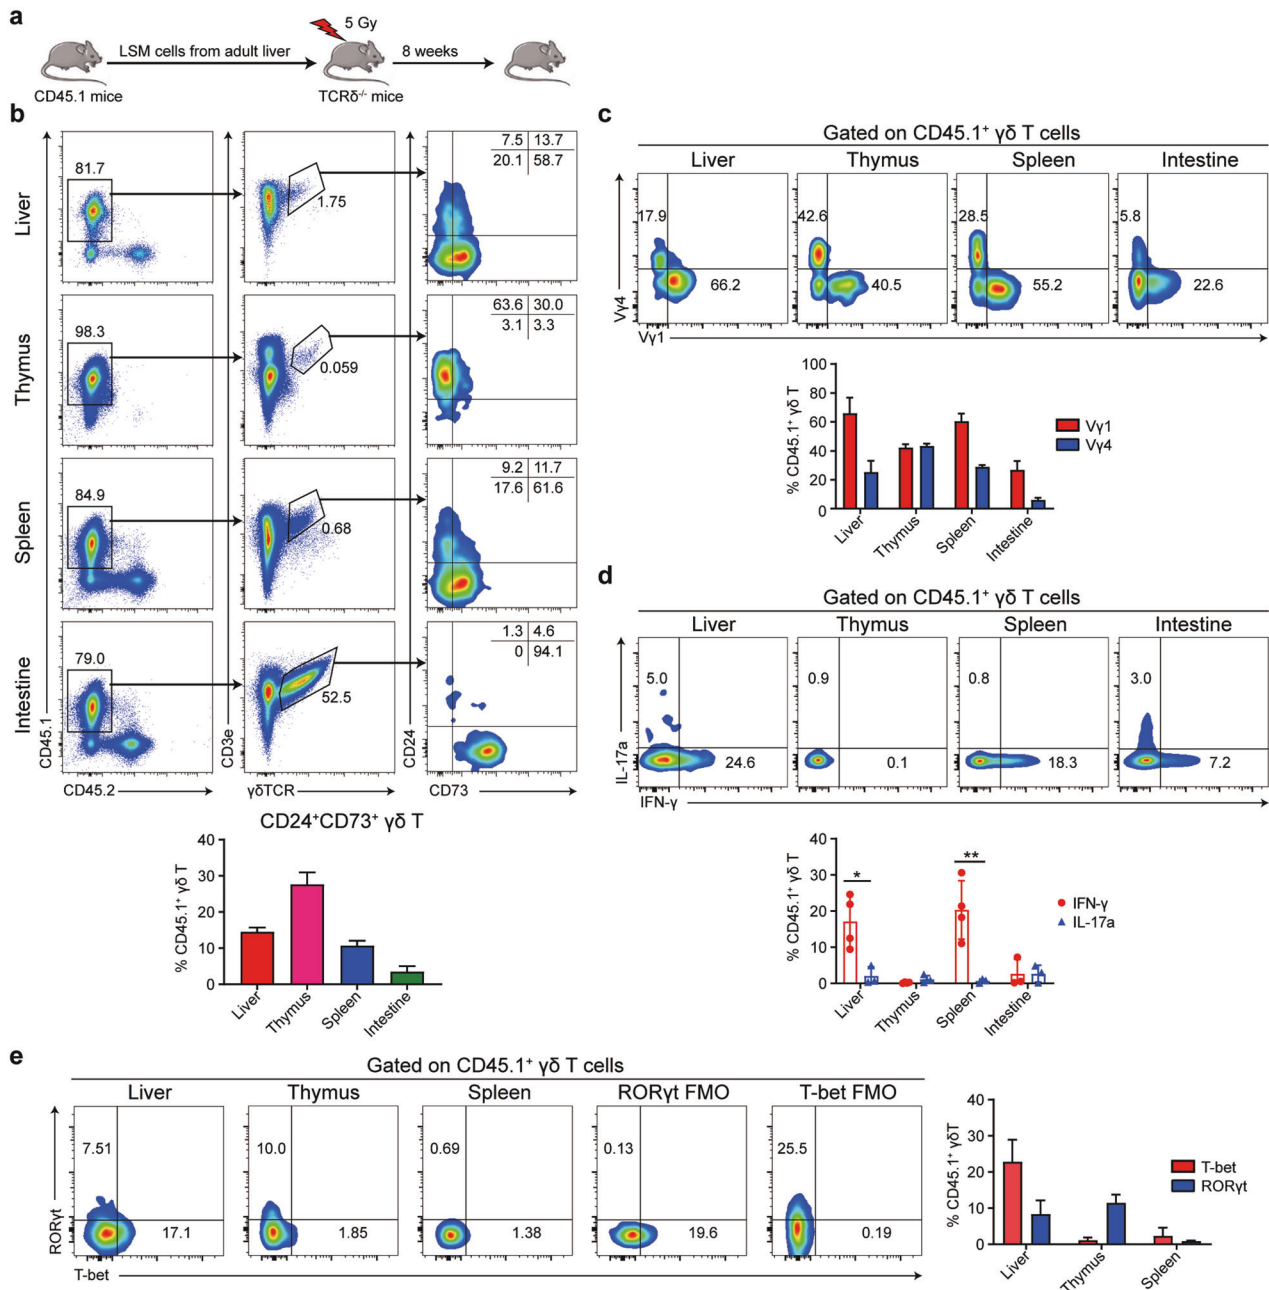 a
5 Gy
LSM cells from adult liver
8 weeks
CD45.1 mice
TCRδ-/- mice
b
Liver
81.7
1.75
7.5 13.7
20.1 58.7
Thymus
98.3
0.059
63.6 30.0
3.1 3.3
Spleen
84.9
0.68
9.2 11.7
17.6 61.6
Intestine
79.0
52.5
1.3 4.6
0 94.1
CD45.1
CD3e
CD24
CD45.2
γδTCR
CD73
CD24+CD73+ γδ T
% CD45.1+ γδ T
40
30
20
10
0
Liver
Thymus
Spleen
Intestine
c
Gated on CD45.1+ γδ T cells
Liver Thymus Spleen Intestine
17.9
66.2
42.6
40.5
28.5
55.2
5.8
22.6
Vγ4
Vγ1
% CD45.1+ γδ T
100
80
60
40
20
0
Vγ1
Vγ4
Liver
Thymus
Spleen
Intestine
d
Gated on CD45.1+ γδ T cells
Liver Thymus Spleen Intestine
5.0
24.6
0.9
0.1
0.8
18.3
3.0
7.2
IL-17a
IFN-γ
% CD45.1+ γδ T
40
30
20
10
0
*
**
IFN-γ
IL-17a
Liver
Thymus
Spleen
Intestine
e
Gated on CD45.1+ γδ T cells
Liver Thymus Spleen RORγt FMO T-bet FMO
7.51
17.1
10.0
1.85
0.69
1.38
0.13
19.6
25.5
0.19
RORγt
T-bet
% CD45.1+ γδT
40
30
20
10
0
T-bet
RORγt
Liver
Thymus
Spleen